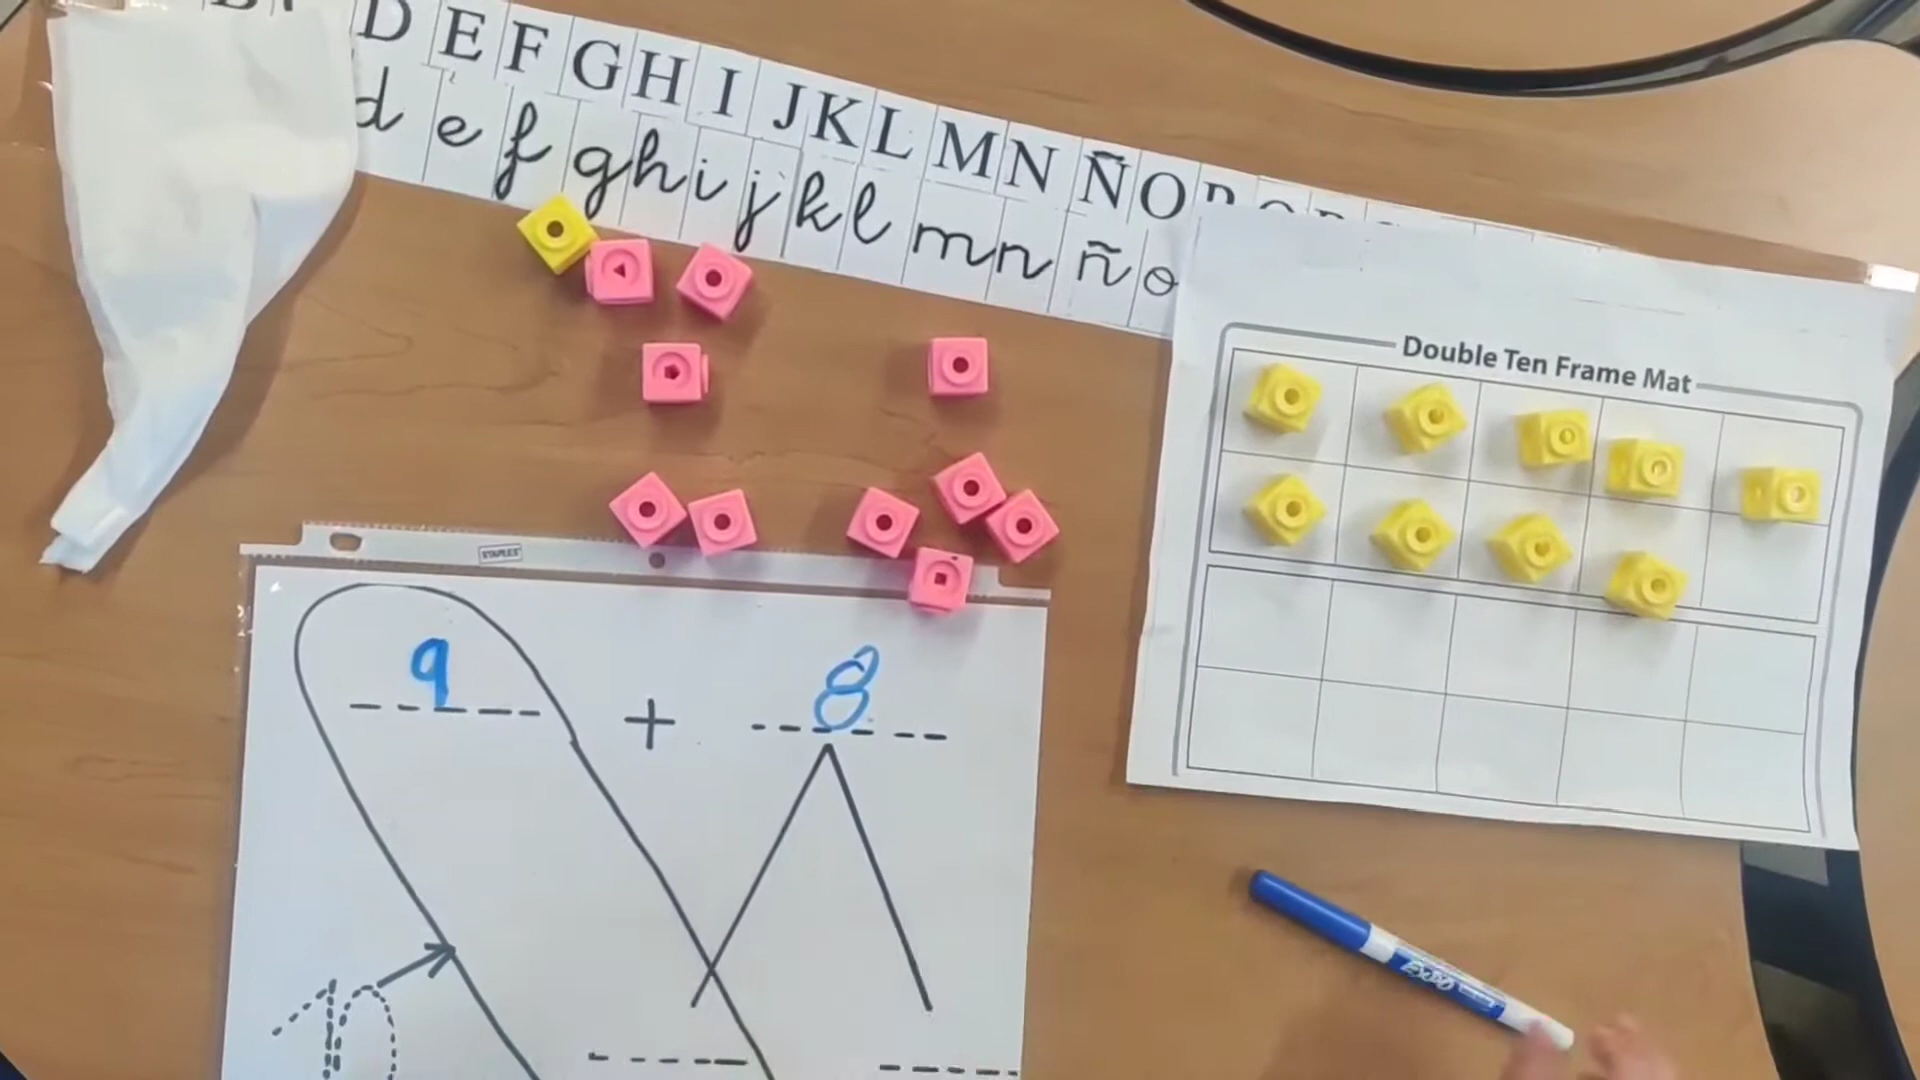 D E F G H I J K L M N Ñ O
d e f g h i j k l m n ñ o
Double Ten Frame Mat
STAPLES
9 + 8
10
EXPO